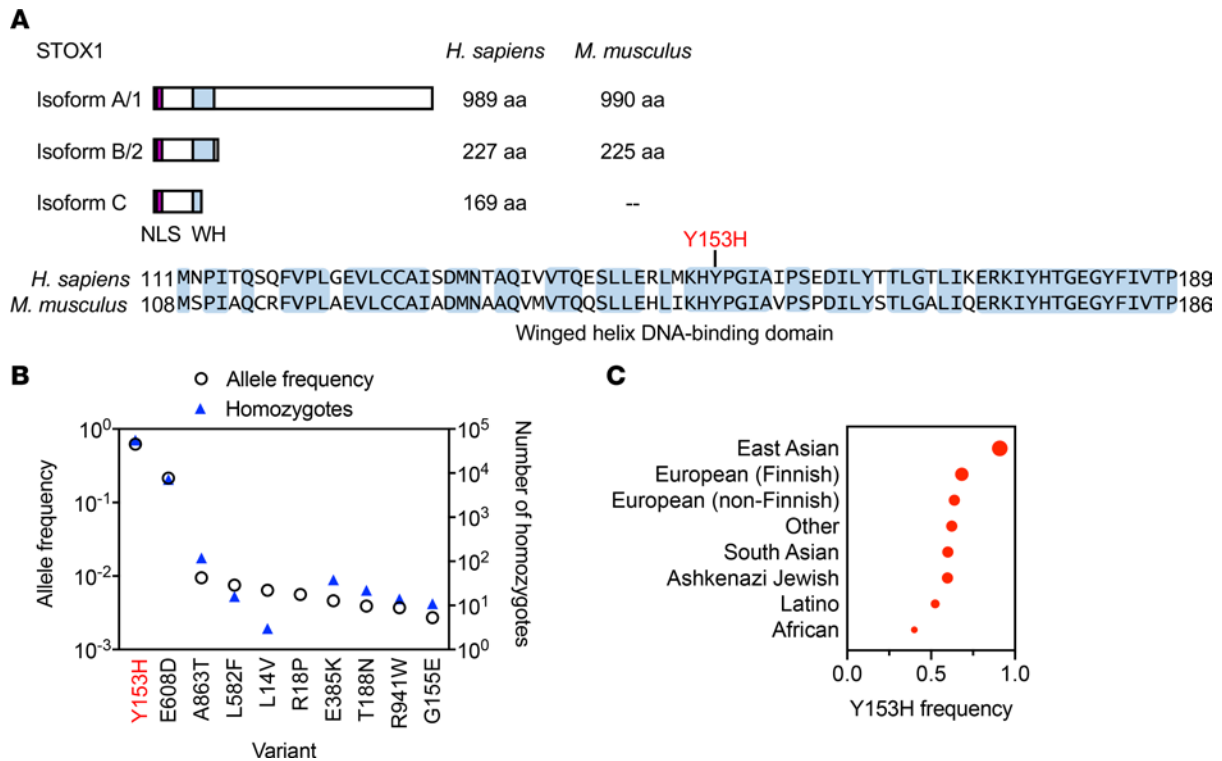 A
STOX1 H. sapiens M. musculus
Isoform A/1 989 aa 990 aa
Isoform B/2 227 aa 225 aa
Isoform C 169 aa --
NLS WH
Y153H
H. sapiens 111 MNPITQSQFVPLGEVLCCAISDMNTAQIVVTQESLLERLMKHYPGIAIPSEDILYTTLGTLIKERKIYHTGEGYFIVTP 189
M. musculus 108 MSPIAQCRFVPLAEVLCCAIADMNAAQVMVTQQSLLEHLIKHYPGIAVPSPDILYSTLGALIQERKIYHTGEGYFIVTP 186
Winged helix DNA-binding domain
B
Allele frequency
Homozygotes
Allele frequency
10^0
10^-1
10^-2
10^-3
10^5
10^4
10^3
10^2
10^1
10^0
Number of homozygotes
Y153H
E608D
A863T
L582F
L14V
R18P
E385K
T188N
R941W
G155E
Variant
C
East Asian
European (Finnish)
European (non-Finnish)
Other
South Asian
Ashkenazi Jewish
Latino
African
0.0 0.5 1.0
Y153H frequency